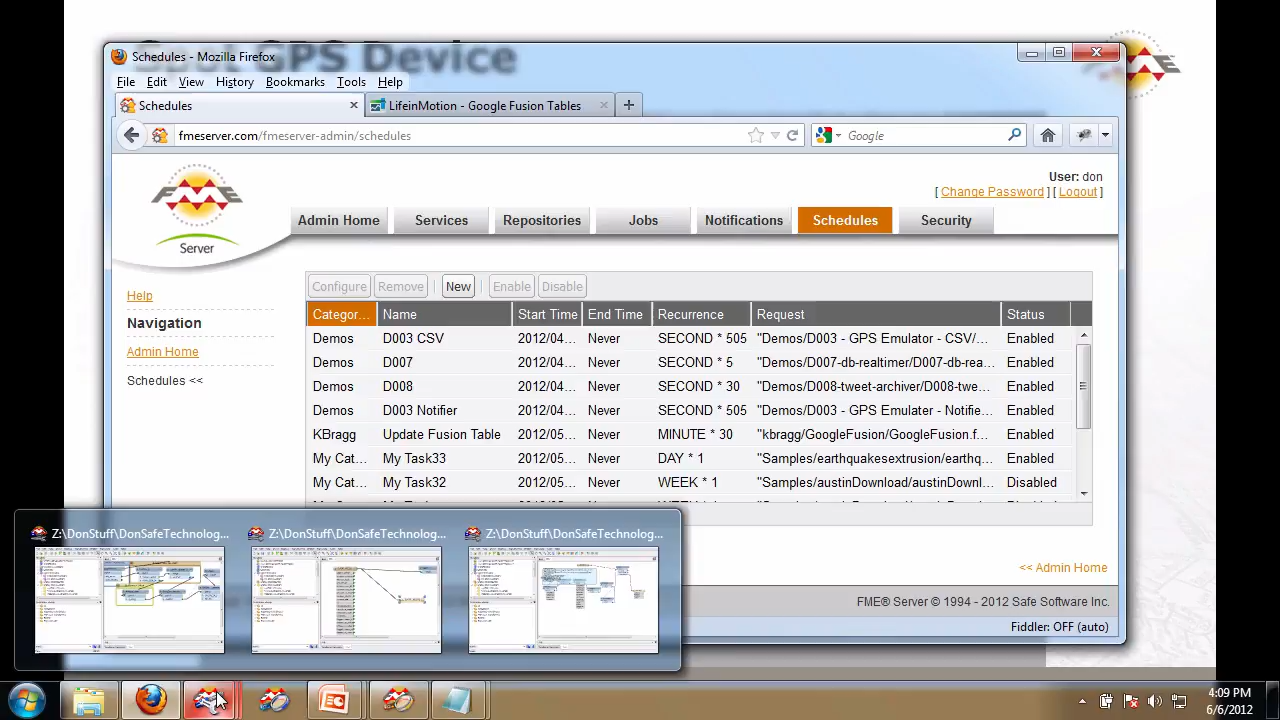 GPS Device
Schedules - Mozilla Firefox
File Edit View History Bookmarks Tools Help
Schedules
LifeinMotion - Google Fusion Tables
fmeserver.com/fmeserver-admin/schedules
Google
FME
Server
User: don
[ Change Password ] [ Logout ]
Admin Home
Services
Repositories
Jobs
Notifications
Schedules
Security
Help
Navigation
Admin Home
Schedules <<
Configure Remove New Enable Disable
Categor... Name Start Time End Time Recurrence Request Status
Demos D003 CSV 2012/04... Never SECOND * 505 "Demos/D003 - GPS Emulator - CSV/... Enabled
Demos D007 2012/04... Never SECOND * 5 "Demos/D007-db-realtimer/D007-db-rea... Enabled
Demos D008 2012/04... Never SECOND * 30 "Demos/D008-tweet-archiver/D008-twe... Enabled
Demos D003 Notifier 2012/04... Never SECOND * 505 "Demos/D003 - GPS Emulater - Notifie... Enabled
KBragg Update Fusion Table 2012/05... Never MINUTE * 30 "kbragg/GoogleFusion/GoogleFusion.f... Enabled
My Cat... My Task33 2012/05... Never DAY * 1 "Samples/earthquakesextrusion/earthq... Enabled
My Cat... My Task32 2012/05... Never WEEK * 1 "Samples/austinDownload/austinDownl... Disabled
<< Admin Home
FME® Server © 1994 - 2012 Safe Software Inc.
Fiddler: OFF (auto)
Z:\DonStuff\DonSafeTechnolog...
Z:\DonStuff\DonSafeTechnolog...
Z:\DonStuff\DonSafeTechnolog...
4:09 PM
6/6/2012